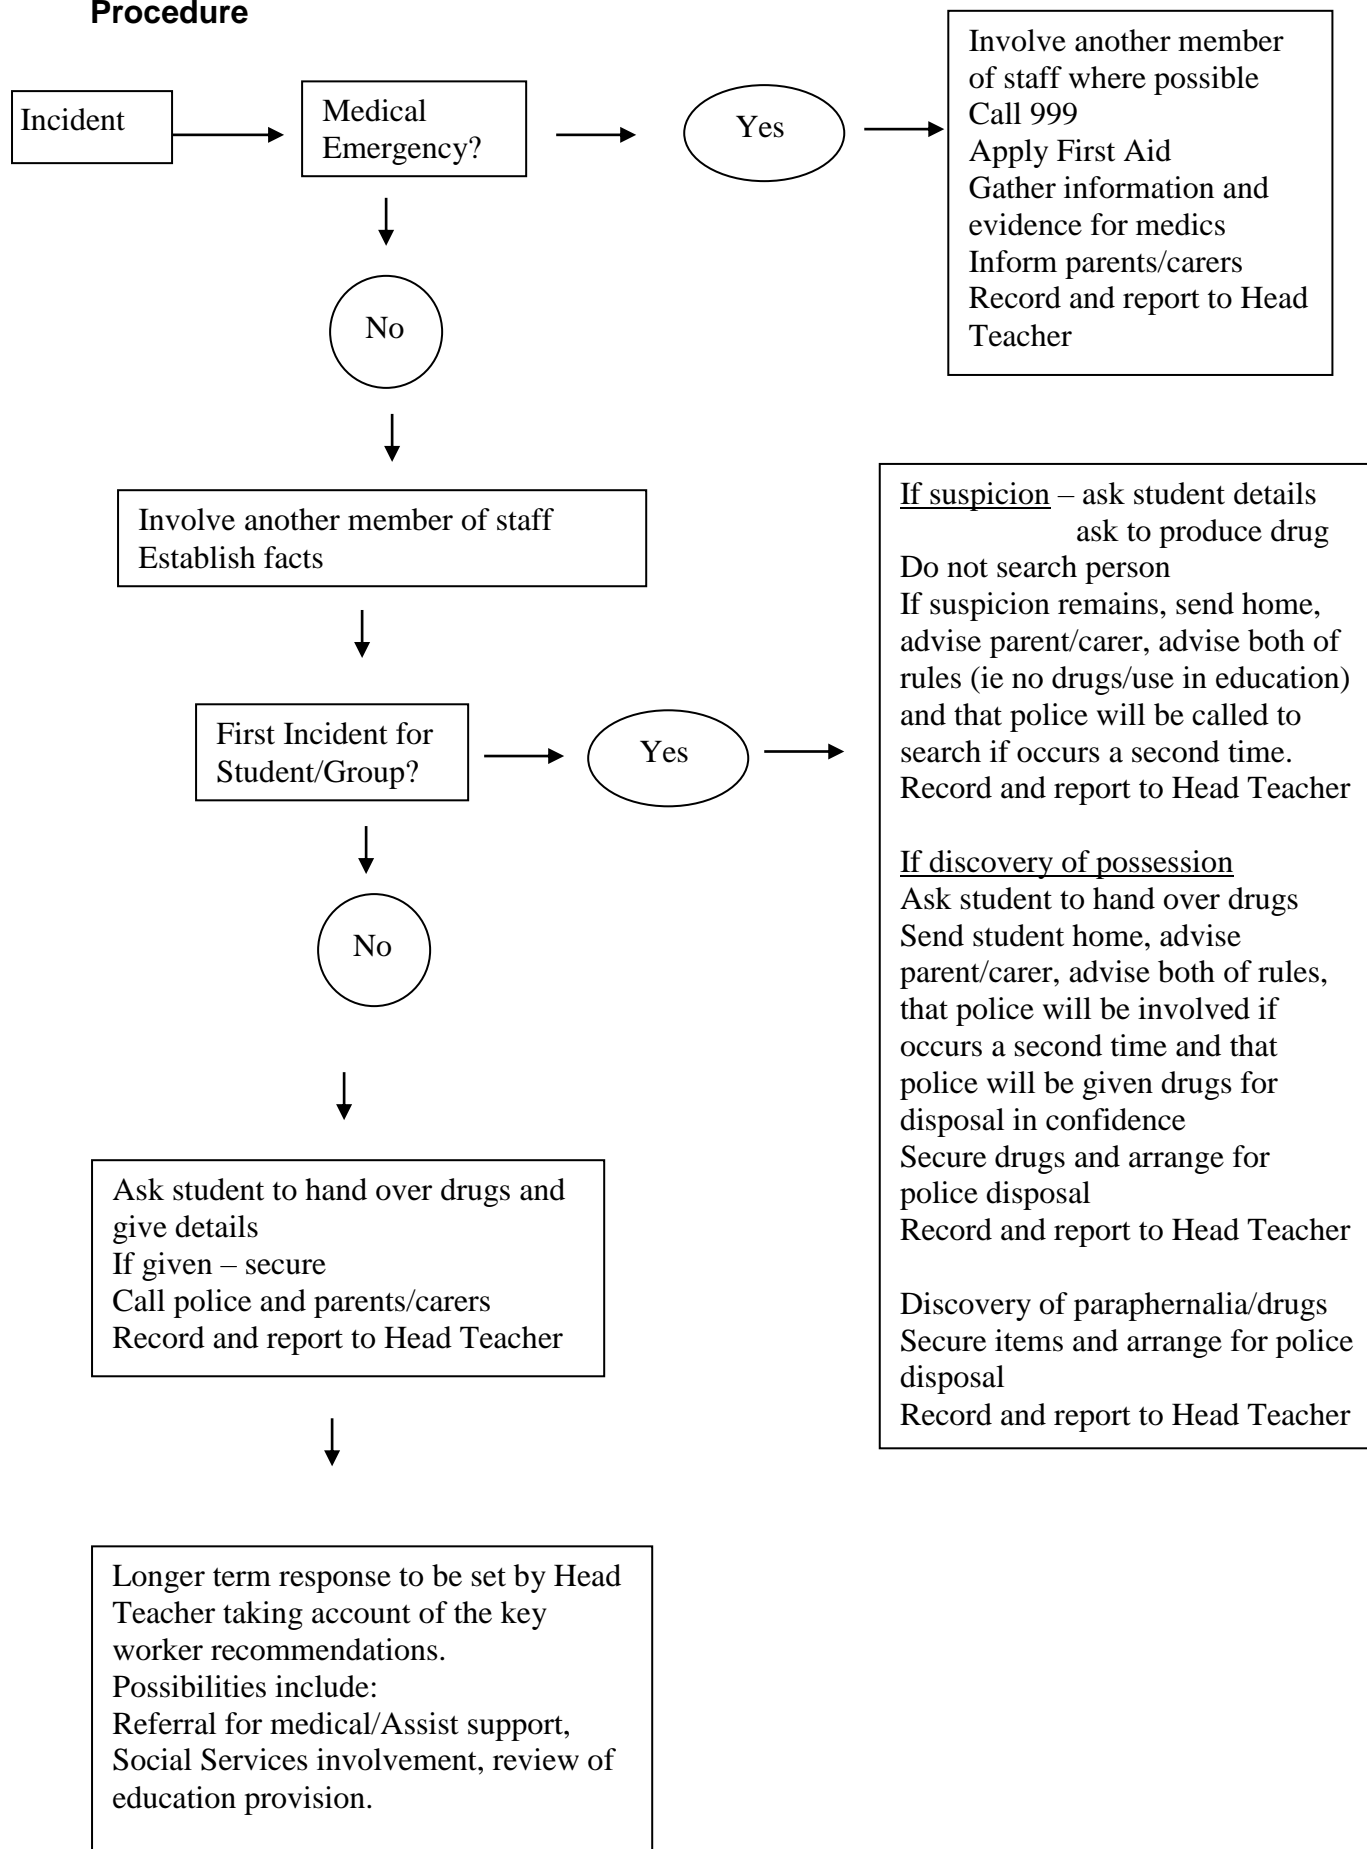 Procedure
Incident
Medical
Emergency?
Yes
Involve another member
of staff where possible
Call 999
Apply First Aid
Gather information and
evidence for medics
Inform parents/carers
Record and report to Head
Teacher
No
Involve another member of staff
Establish facts
First Incident for
Student/Group?
Yes
If suspicion – ask student details
ask to produce drug
Do not search person
If suspicion remains, send home,
advise parent/carer, advise both of
rules (ie no drugs/use in education)
and that police will be called to
search if occurs a second time.
Record and report to Head Teacher
If discovery of possession
Ask student to hand over drugs
Send student home, advise
parent/carer, advise both of rules,
that police will be involved if
occurs a second time and that
police will be given drugs for
disposal in confidence
Secure drugs and arrange for
police disposal
Record and report to Head Teacher
Discovery of paraphernalia/drugs
Secure items and arrange for police
disposal
Record and report to Head Teacher
No
Ask student to hand over drugs and
give details
If given – secure
Call police and parents/carers
Record and report to Head Teacher
Longer term response to be set by Head
Teacher taking account of the key
worker recommendations.
Possibilities include:
Referral for medical/Assist support,
Social Services involvement, review of
education provision.